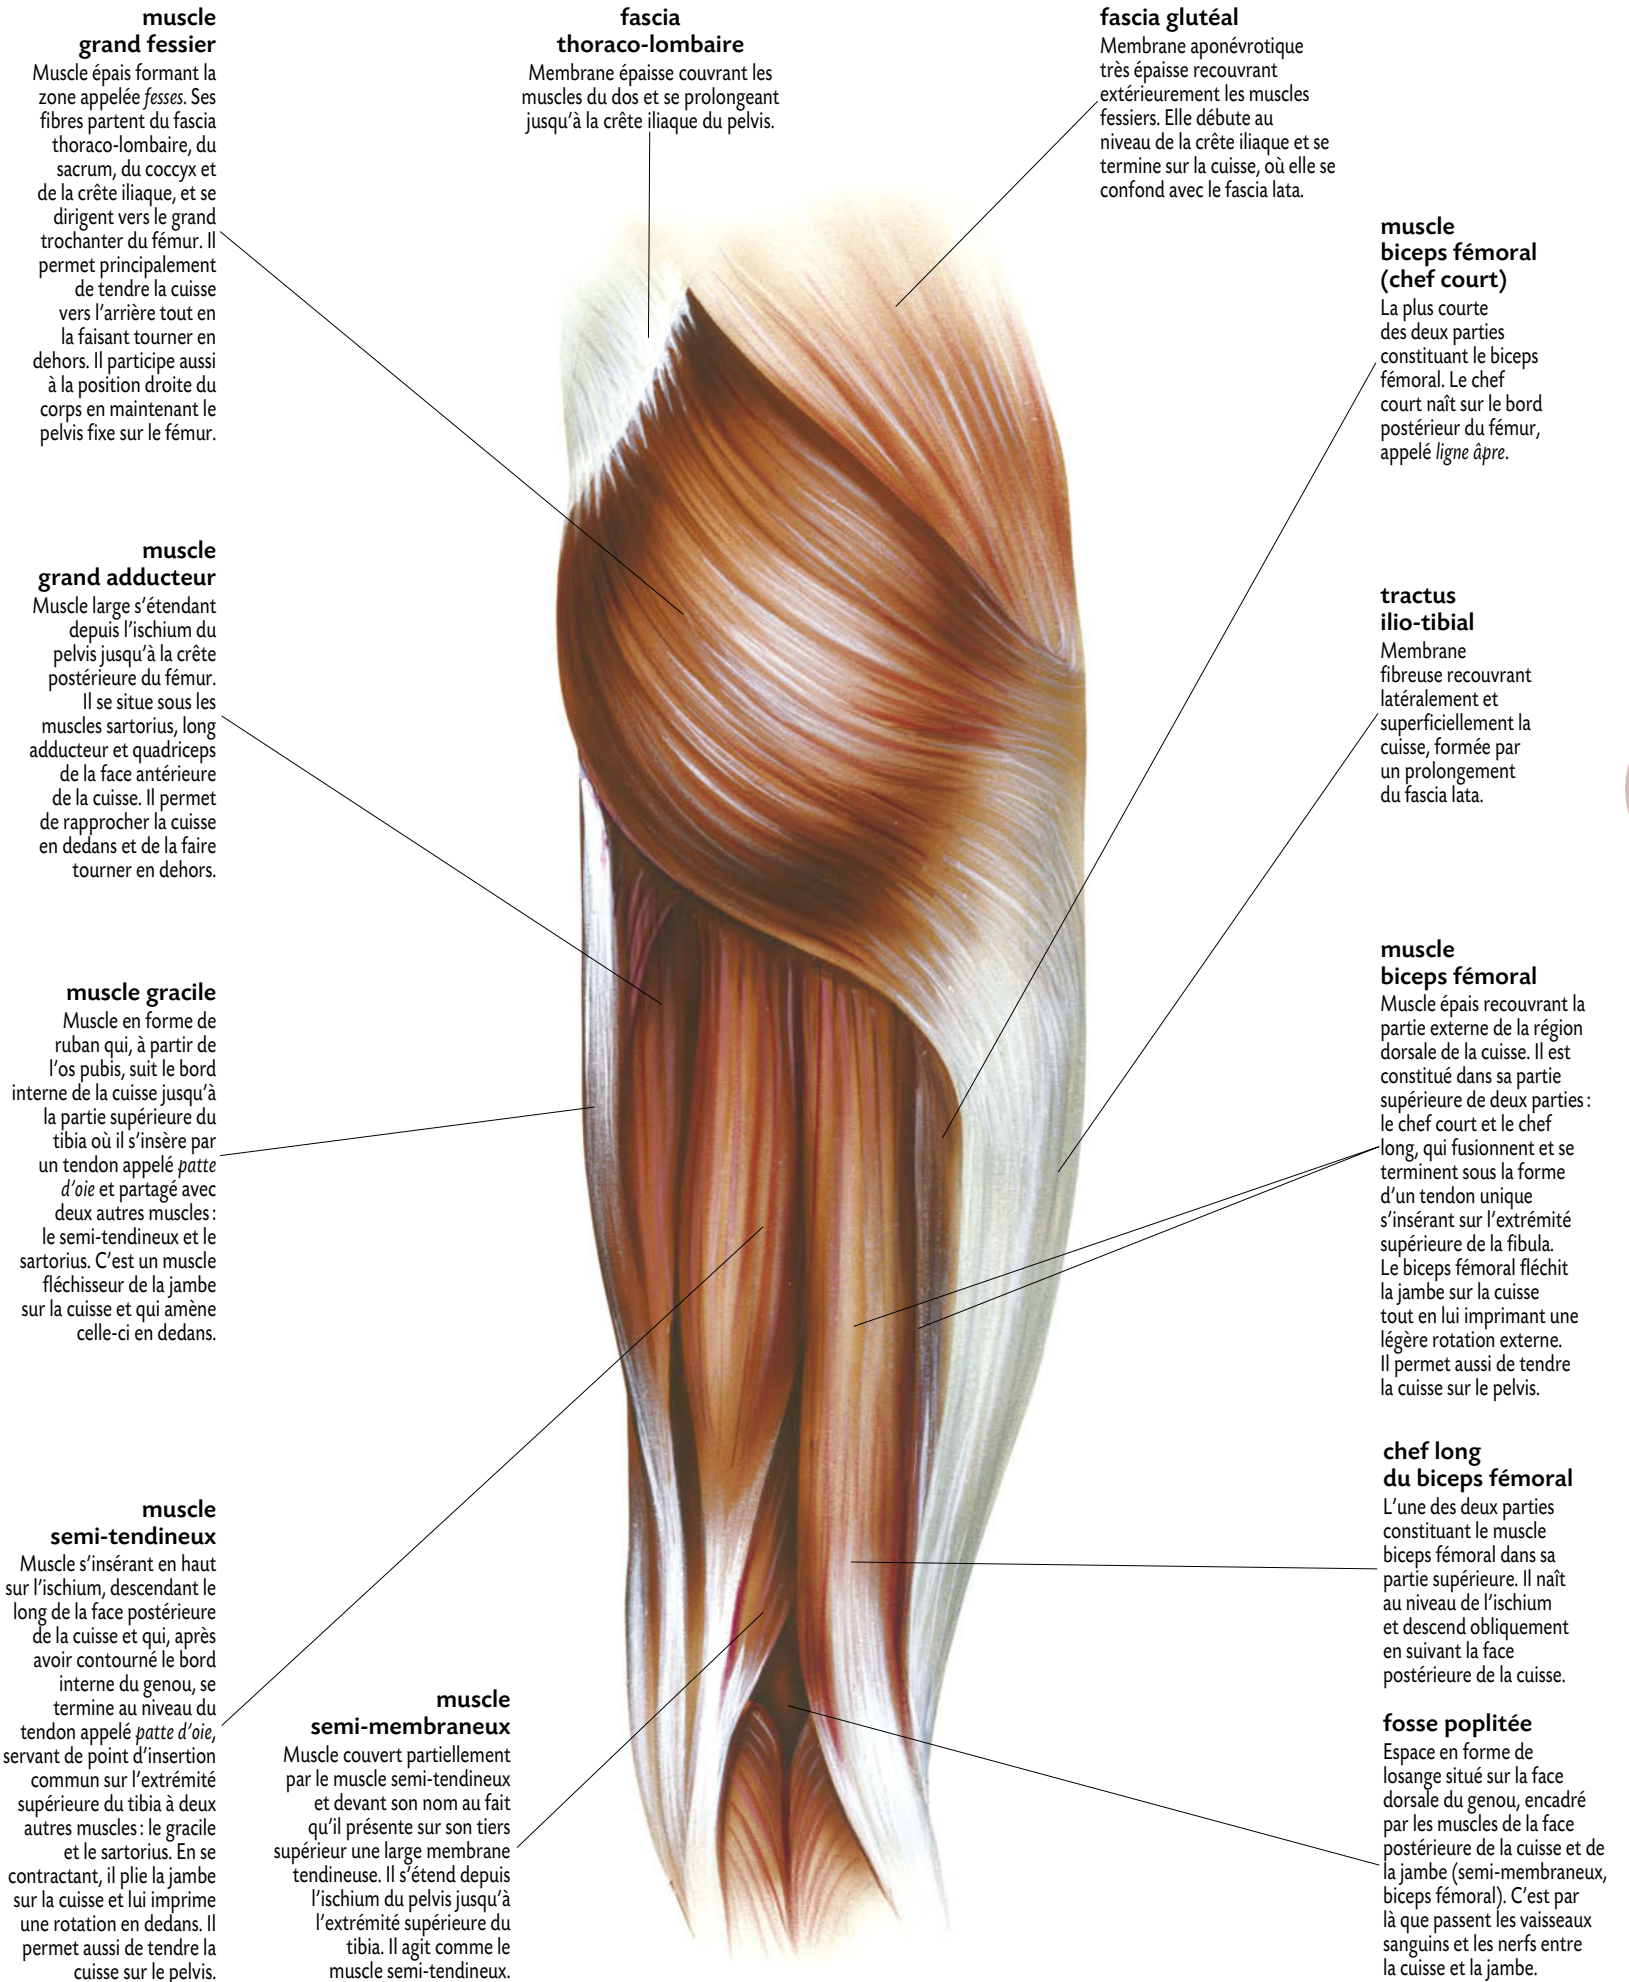 muscle
grand fessier
Muscle épais formant la
zone appelée fesses. Ses
fibres partent du fascia
thoraco-lombaire, du
sacrum, du coccyx et
de la crête iliaque, et se
dirigent vers le grand
trochanter du fémur. Il
permet principalement
de tendre la cuisse
vers l’arrière tout en
la faisant tourner en
dehors. Il participe aussi
à la position droite du
corps en maintenant le
pelvis fixe sur le fémur.
muscle
grand adducteur
Muscle large s’étendant
depuis l’ischium du
pelvis jusqu’à la crête
postérieure du fémur.
Il se situe sous les
muscles sartorius, long
adducteur et quadriceps
de la face antérieure
de la cuisse. Il permet
de rapprocher la cuisse
en dedans et de la faire
tourner en dehors.
muscle gracile
Muscle en forme de
ruban qui, à partir de
l’os pubis, suit le bord
interne de la cuisse jusqu’à
la partie supérieure du
tibia où il s’insère par
un tendon appelé patte
d’oie et partagé avec
deux autres muscles :
le semi-tendineux et le
sartorius. C’est un muscle
fléchisseur de la jambe
sur la cuisse et qui amène
celle-ci en dedans.
muscle
semi-tendineux
Muscle s’insérant en haut
sur l’ischium, descendant le
long de la face postérieure
de la cuisse et qui, après
avoir contourné le bord
interne du genou, se
termine au niveau du
tendon appelé patte d’oie,
servant de point d’insertion
commun sur l’extrémité
supérieure du tibia à deux
autres muscles : le gracile
et le sartorius. En se
contractant, il plie la jambe
sur la cuisse et lui imprime
une rotation en dedans. Il
permet aussi de tendre la
cuisse sur le pelvis.
fascia
thoraco-lombaire
Membrane épaisse couvrant les
muscles du dos et se prolongeant
jusqu’à la crête iliaque du pelvis.
muscle
semi-membraneux
Muscle couvert partiellement
par le muscle semi-tendineux
et devant son nom au fait
qu’il présente sur son tiers
supérieur une large membrane
tendineuse. Il s’étend depuis
l’ischium du pelvis jusqu’à
l’extrémité supérieure du
tibia. Il agit comme le
muscle semi-tendineux.
fascia glutéal
Membrane aponévrotique
très épaisse recouvrant
extérieurement les muscles
fessiers. Elle débute au
niveau de la crête iliaque et se
termine sur la cuisse, où elle se
confond avec le fascia lata.
muscle
biceps fémoral
(chef court)
La plus courte
des deux parties
constituant le biceps
fémoral. Le chef
court naît sur le bord
postérieur du fémur,
appelé ligne âpre.
tractus
ilio-tibial
Membrane
fibreuse recouvrant
latéralement et
superficiellement la
cuisse, formée par
un prolongement
du fascia lata.
muscle
biceps fémoral
Muscle épais recouvrant la
partie externe de la région
dorsale de la cuisse. Il est
constitué dans sa partie
supérieure de deux parties :
le chef court et le chef
long, qui fusionnent et se
terminent sous la forme
d’un tendon unique
s’insérant sur l’extrémité
supérieure de la fibula.
Le biceps fémoral fléchit
la jambe sur la cuisse
tout en lui imprimant une
légère rotation externe.
Il permet aussi de tendre
la cuisse sur le pelvis.
chef long
du biceps fémoral
L’une des deux parties
constituant le muscle
biceps fémoral dans sa
partie supérieure. Il naît
au niveau de l’ischium
et descend obliquement
en suivant la face
postérieure de la cuisse.
fosse poplitée
Espace en forme de
losange situé sur la face
dorsale du genou, encadré
par les muscles de la face
postérieure de la cuisse et de
la jambe (semi-membraneux,
biceps fémoral). C’est par
là que passent les vaisseaux
sanguins et les nerfs entre
la cuisse et la jambe.